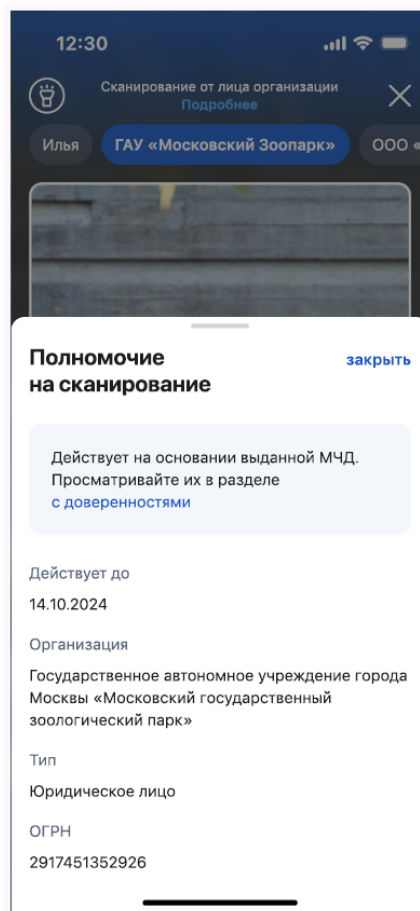 12:30
Сканирование от лица организации
Подробнее
Илья
ГАУ «Московский Зоопарк»
ООО «
Полномочие
на сканирование
закрыть
Действует на основании выданной МЧД.
Просматривайте их в разделе
с доверенностями
Действует до
14.10.2024
Организация
Государственное автономное учреждение города
Москвы «Московский государственный
зоологический парк»
Тип
Юридическое лицо
ОГРН
2917451352926